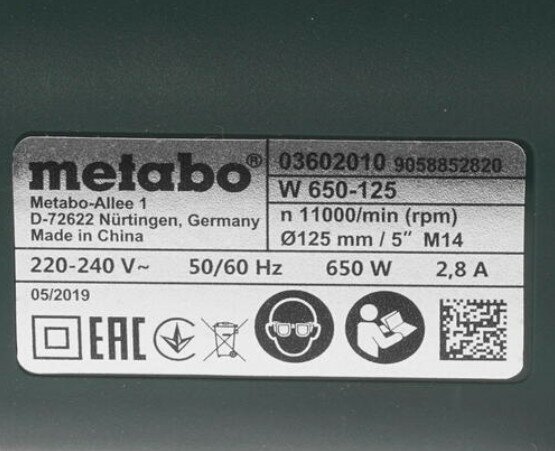 metabo®
Metabo-Allee 1
D-72622 Nürtingen, Germany
Made in China
03602010 9058852820
W 650-125
n 11000/min (rpm)
Ø125 mm / 5″ M14
220-240 V~ 50/60 Hz 650 W 2,8 A
05/2019
EAC